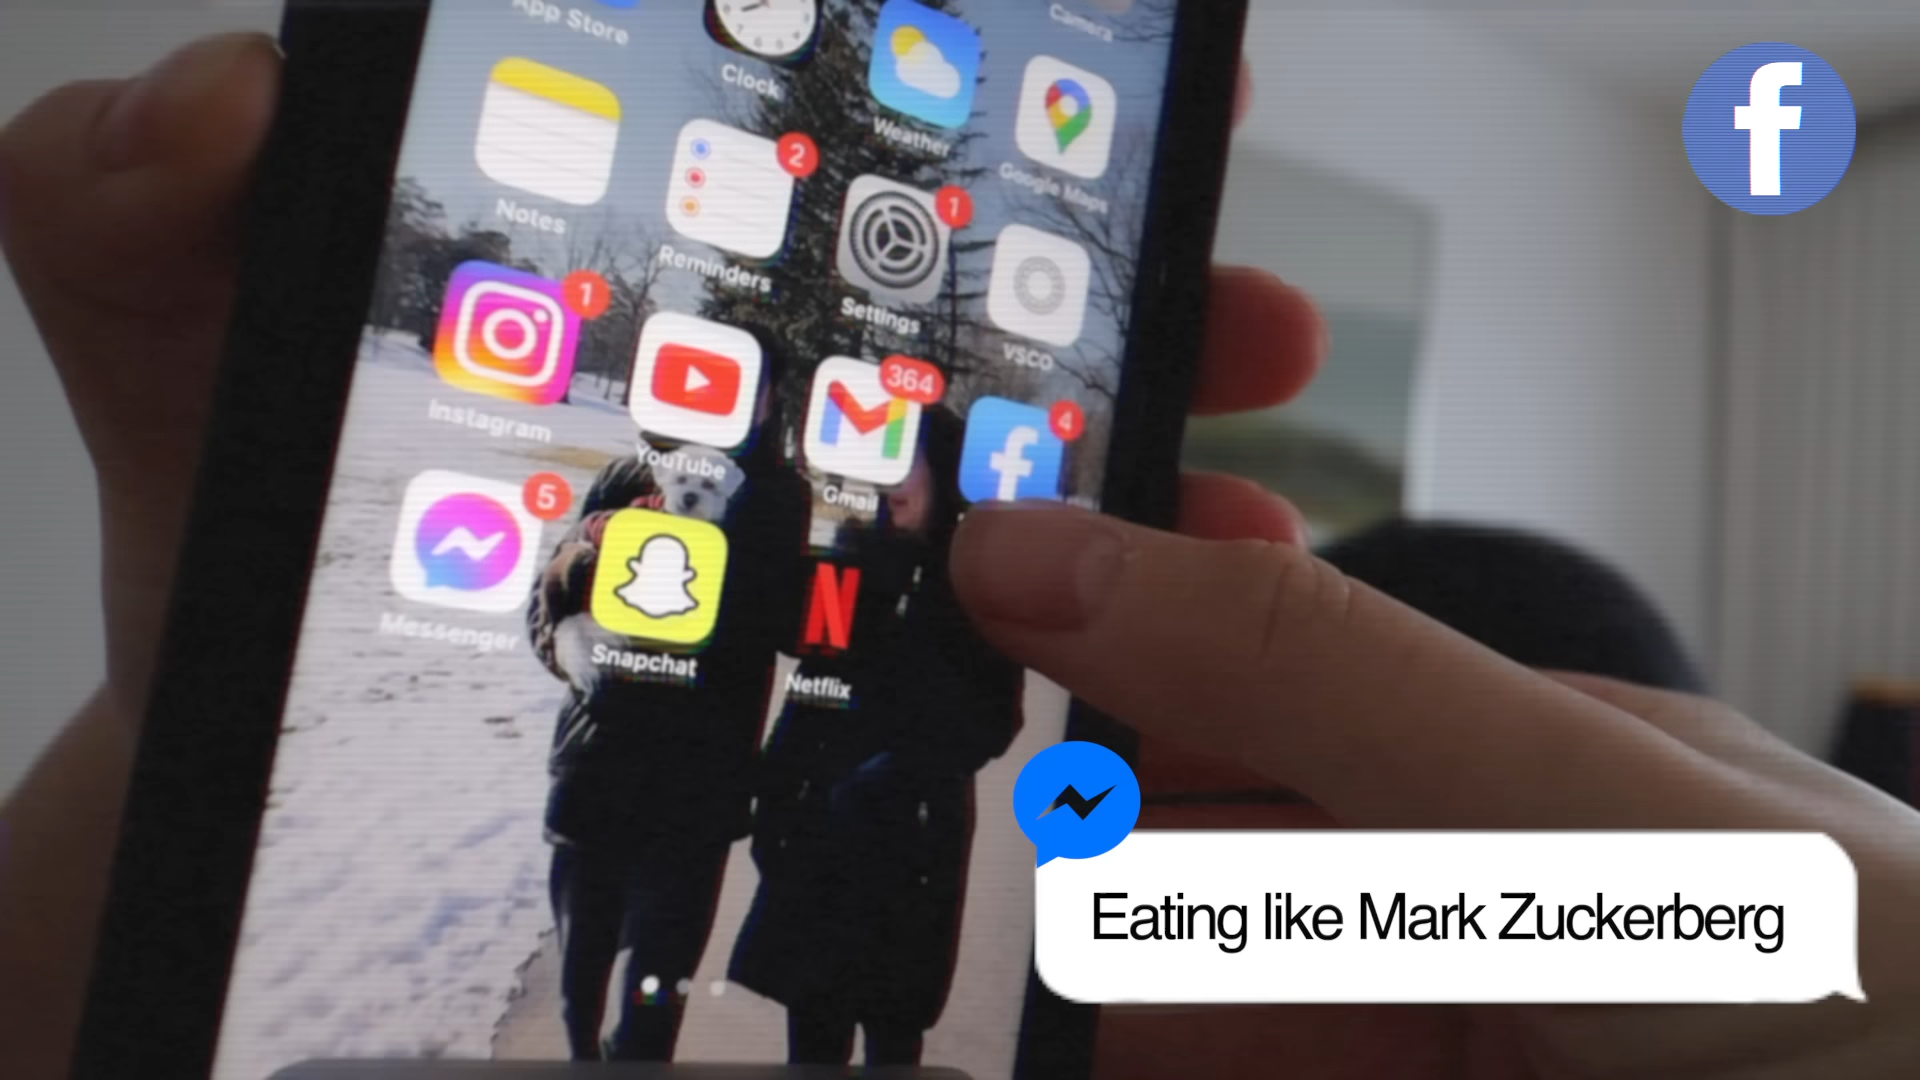 App Store
Clock
Weather
Camera
Notes
Reminders
2
Settings
1
Google Maps
VSCO
Instagram
1
YouTube
Gmail
364
f
4
Messenger
5
Snapchat
N
Netflix
f
Eating like Mark Zuckerberg